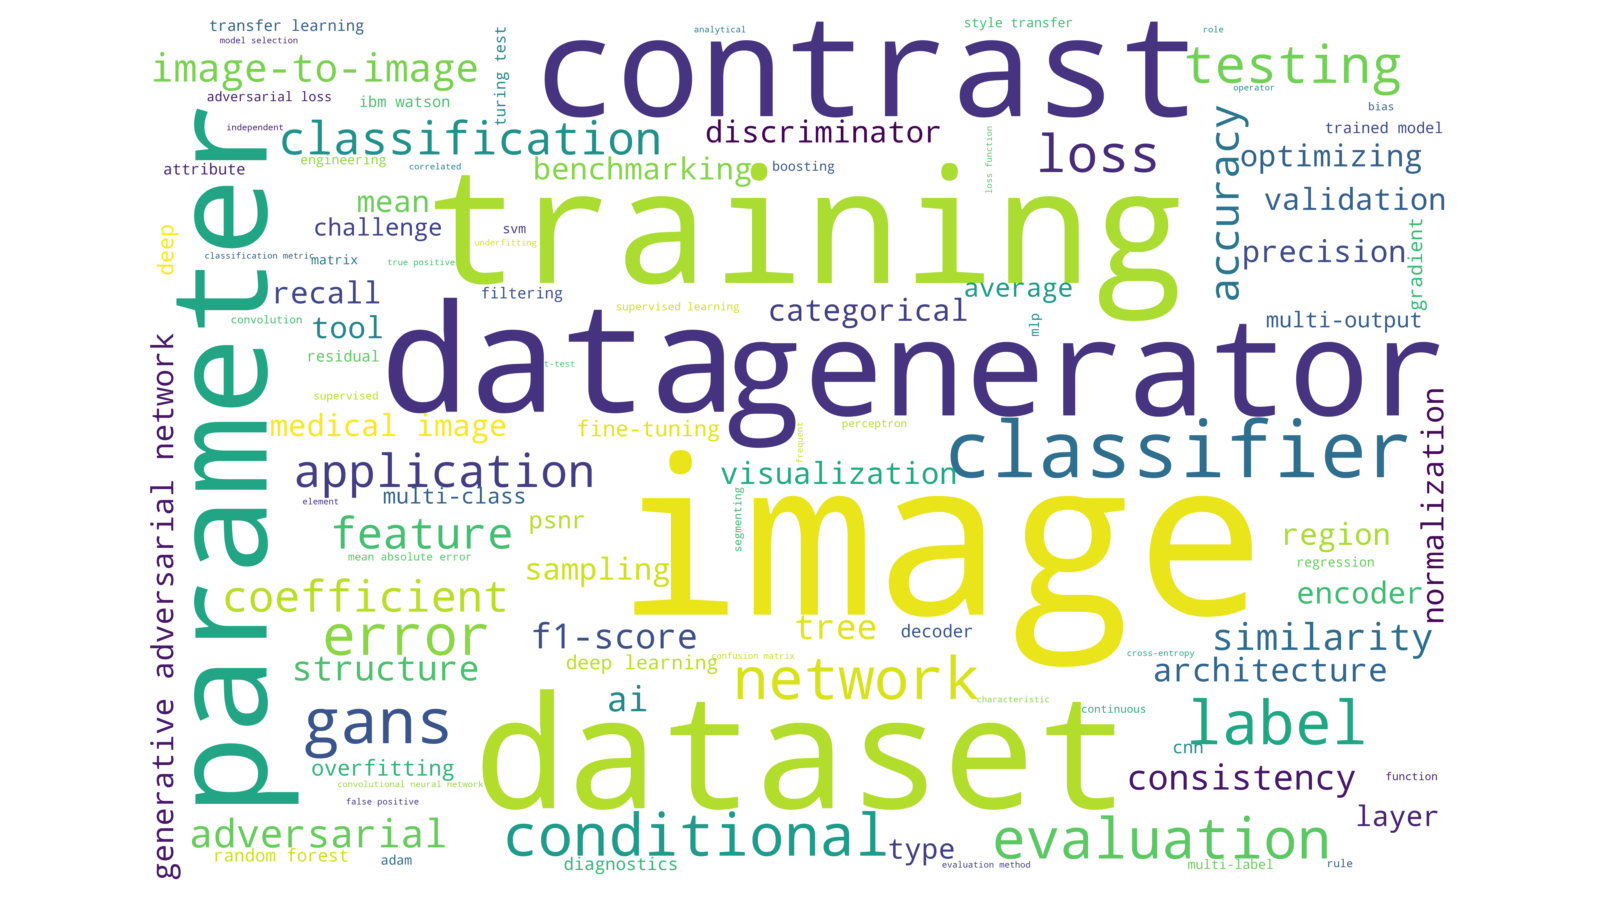 transfer learning
model selection
image-to-image
adversarial loss
ibm watson
turing test
contrast
analytical
style transfer
role
testing
operator
bias
trained model
independent
classification
discriminator
loss
accuracy
optimizing
attribute
engineering
correlated
benchmarking
boosting
loss function
parameter
mean
training
validation
challenge
svm
underfitting
deep
classification metric
matrix
true positive
precision
gradient
recall
filtering
supervised learning
categorical
average
mlp
multi-output
convolution
tool
residual
data
generator
t-test
supervised
generative adversarial network
medical image
fine-tuning
frequent
perceptron
classifier
normalization
application
visualization
multi-class
element
image
feature
psnr
segmenting
region
mean absolute error
regression
sampling
coefficient
encoder
error
f1-score
tree
decoder
similarity
structure
deep learning
confusion matrix
cross-entropy
network
architecture
ai
characteristic
continuous
gans
dataset
label
cnn
overfitting
convolutional neural network
consistency
function
false positive
layer
adversarial
conditional
type
evaluation
random forest
adam
diagnostics
evaluation method
multi-label
rule